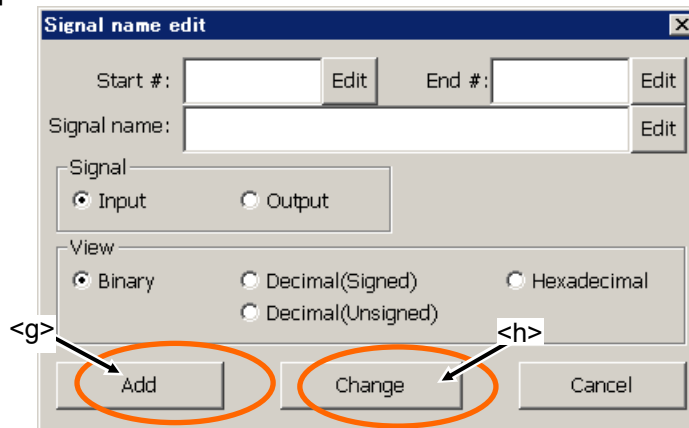 Signal name edit
Start #: Edit End #: Edit
Signal name: Edit
Signal
Input Output
View
Binary Decimal(Signed) Hexadecimal
Decimal(Unsigned)
<g> <h>
Add Change Cancel